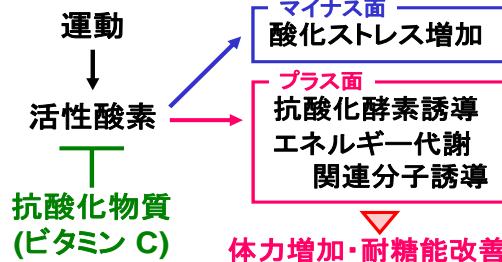 運動
活性酸素
抗酸化物質
(ビタミン C)
マイナス面
酸化ストレス増加
プラス面
抗酸化酵素誘導
エネルギー代謝
関連分子誘導
体力増加・耐糖能改善